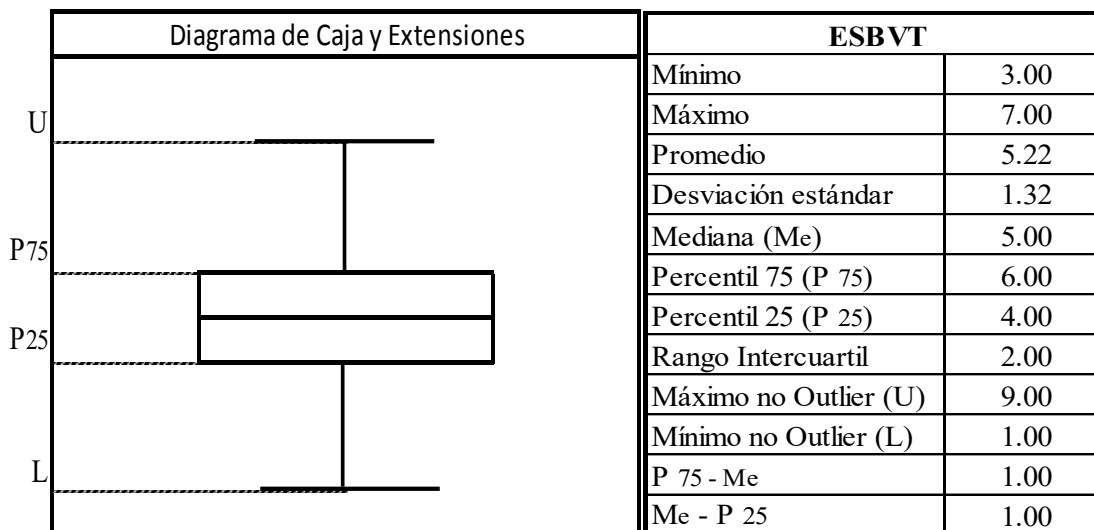 Diagrama de Caja y Extensiones
U
P75
P25
L
ESBVT
Mínimo 3.00
Máximo 7.00
Promedio 5.22
Desviación estándar 1.32
Mediana (Me) 5.00
Percentil 75 (P 75) 6.00
Percentil 25 (P 25) 4.00
Rango Intercuartil 2.00
Máximo no Outlier (U) 9.00
Mínimo no Outlier (L) 1.00
P 75 - Me 1.00
Me - P 25 1.00